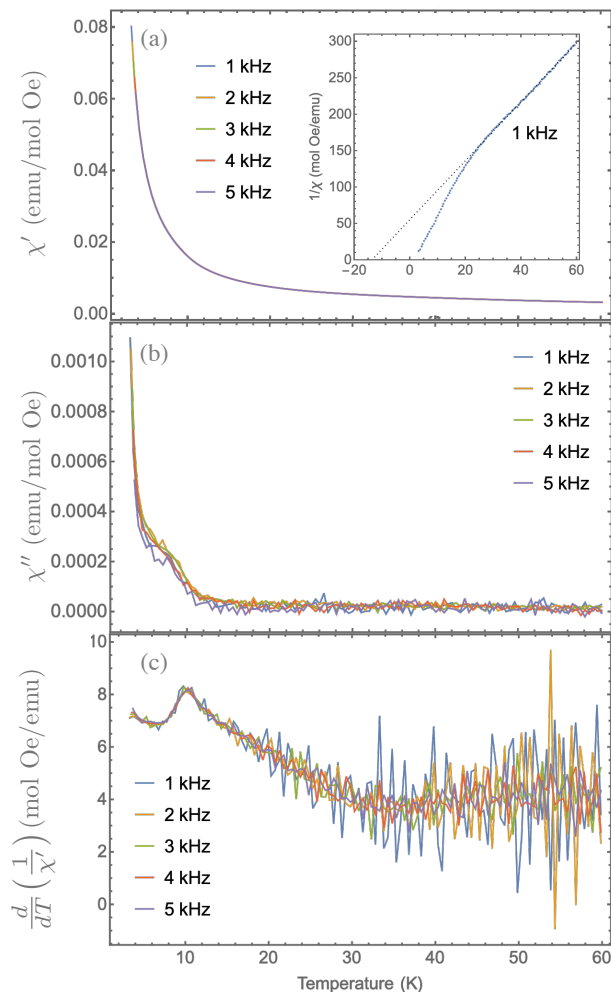 0.08
0.06
0.04
0.02
0.00
χ′ (emu/mol Oe)
(a)
1 kHz
2 kHz
3 kHz
4 kHz
5 kHz
300
250
200
150
100
50
0
1/χ (mol Oe/emu)
1 kHz
−20 0 20 40 60
0.0010
0.0008
0.0006
0.0004
0.0002
0.0000
χ″ (emu/mol Oe)
(b)
1 kHz
2 kHz
3 kHz
4 kHz
5 kHz
10
8
6
4
2
0
d/dT (1/χ′) (mol Oe/emu)
(c)
1 kHz
2 kHz
3 kHz
4 kHz
5 kHz
10 20 30 40 50 60
Temperature (K)